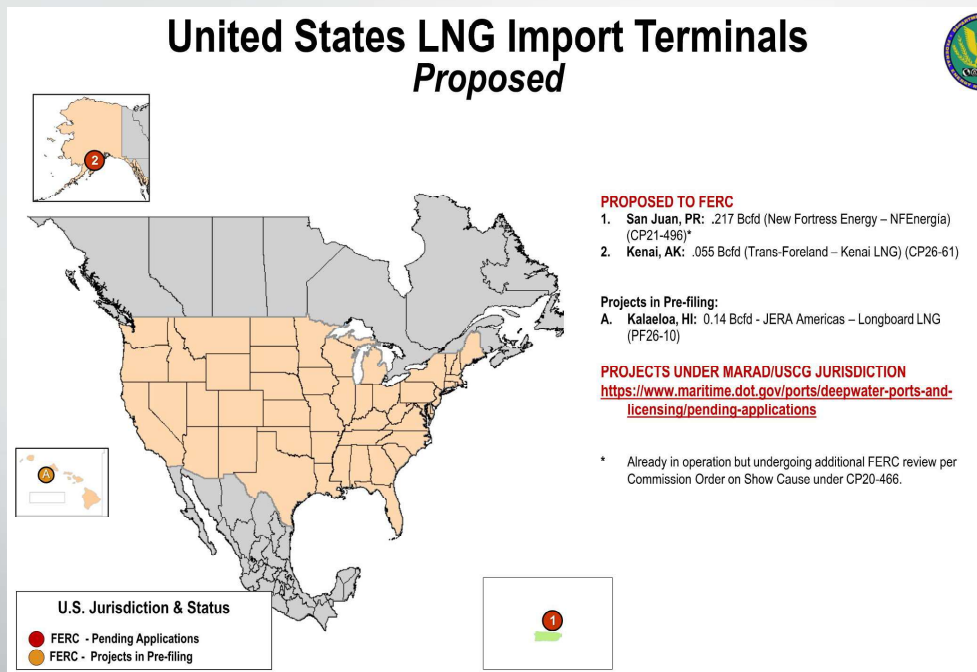 United States LNG Import Terminals
Proposed
2
PROPOSED TO FERC
1. San Juan, PR: .217 Bcfd (New Fortress Energy – NFEnergía)
(CP21-496)*
2. Kenai, AK: .055 Bcfd (Trans-Foreland – Kenai LNG) (CP26-61)
Projects in Pre-filing:
A. Kalaeloa, HI: 0.14 Bcfd - JERA Americas – Longboard LNG
(PF26-10)
PROJECTS UNDER MARAD/USCG JURISDICTION
https://www.maritime.dot.gov/ports/deepwater-ports-and-
licensing/pending-applications
* Already in operation but undergoing additional FERC review per
Commission Order on Show Cause under CP20-466.
A
1
U.S. Jurisdiction & Status
FERC - Pending Applications
FERC - Projects in Pre-filing